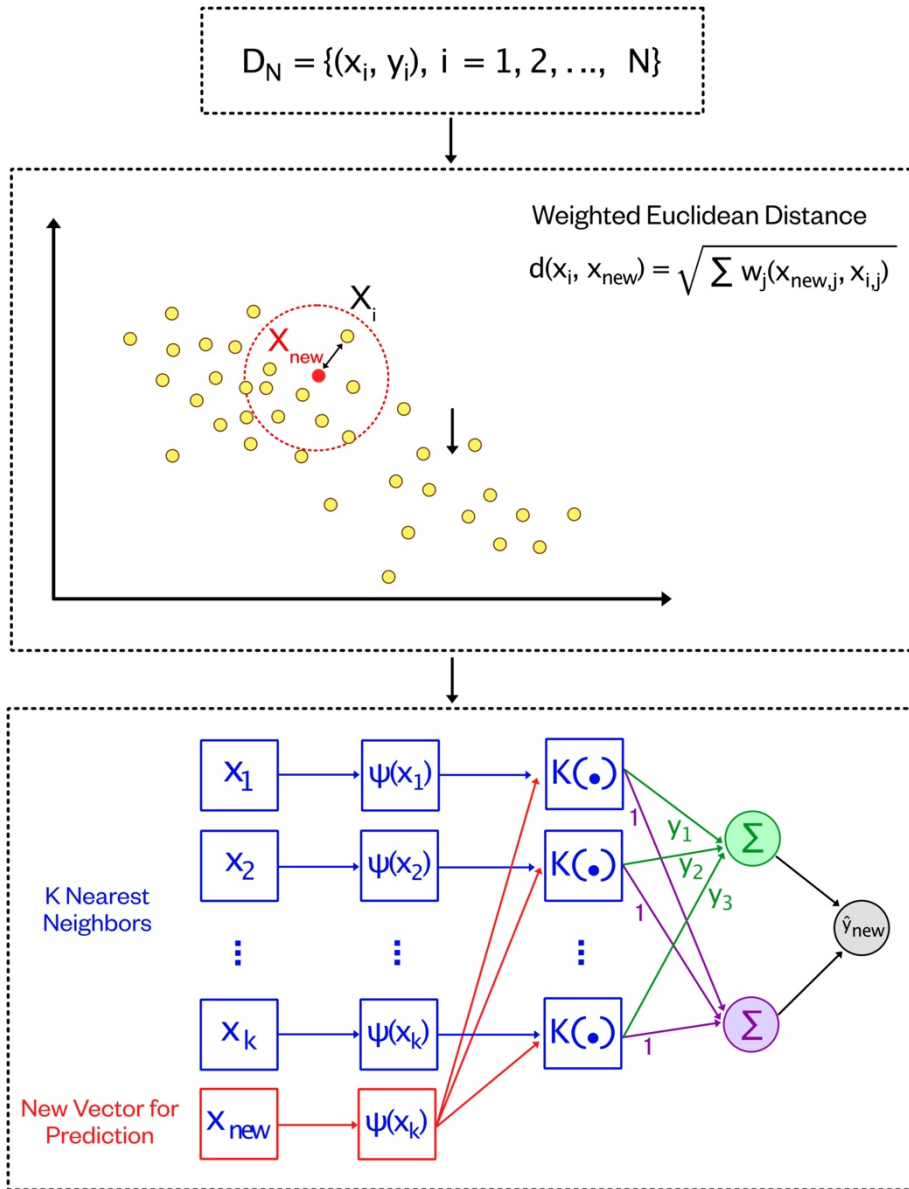 D_N = {(x_i, y_i), i = 1, 2, ..., N}
Weighted Euclidean Distance
d(x_i, x_new) = √(Σ w_j(x_new,j, x_i,j))
X_i
X_new
x_1
ψ(x_1)
K(•)
1
y_1
Σ
x_2
ψ(x_2)
K(•)
1
y_2
y_3
K Nearest
Neighbors
ŷ_new
⋮
⋮
⋮
x_k
ψ(x_k)
K(•)
1
Σ
New Vector for
Prediction
x_new
ψ(x_k)